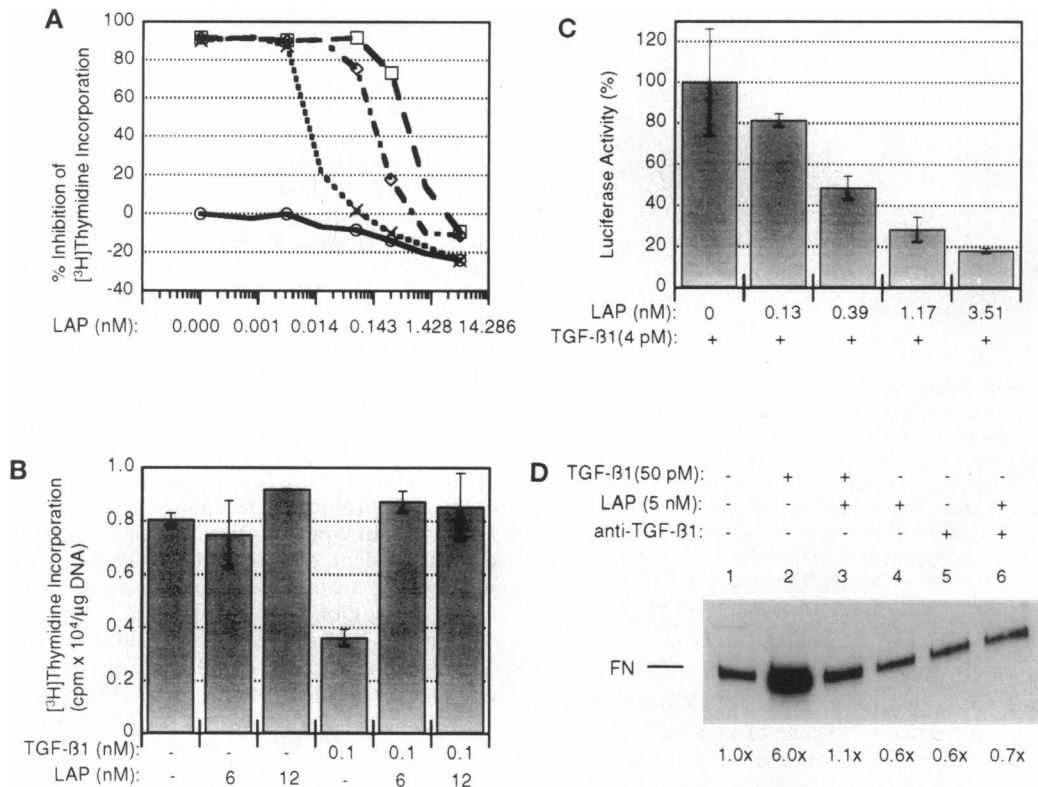 A
% Inhibition of
[³H]Thymidine Incorporation
100
80
60
40
20
0
-20
-40
LAP (nM): 0.000 0.001 0.014 0.143 1.428 14.286
B
[³H]Thymidine Incorporation
(cpm x 10⁴/µg DNA)
1.0
0.8
0.6
0.4
0.2
0
TGF-ß1 (nM) - - - 0.1 0.1 0.1
LAP (nM): - 6 12 - 6 12
C
Luciferase Activity (%)
120
100
80
60
40
20
0
LAP (nM): 0 0.13 0.39 1.17 3.51
TGF-ß1(4 pM): + + + + +
D
TGF-ß1(50 pM): - + + - - -
LAP (5 nM): - - + + - +
anti-TGF-ß1: - - - - + +
1 2 3 4 5 6
FN
1.0x 6.0x 1.1x 0.6x 0.6x 0.7x